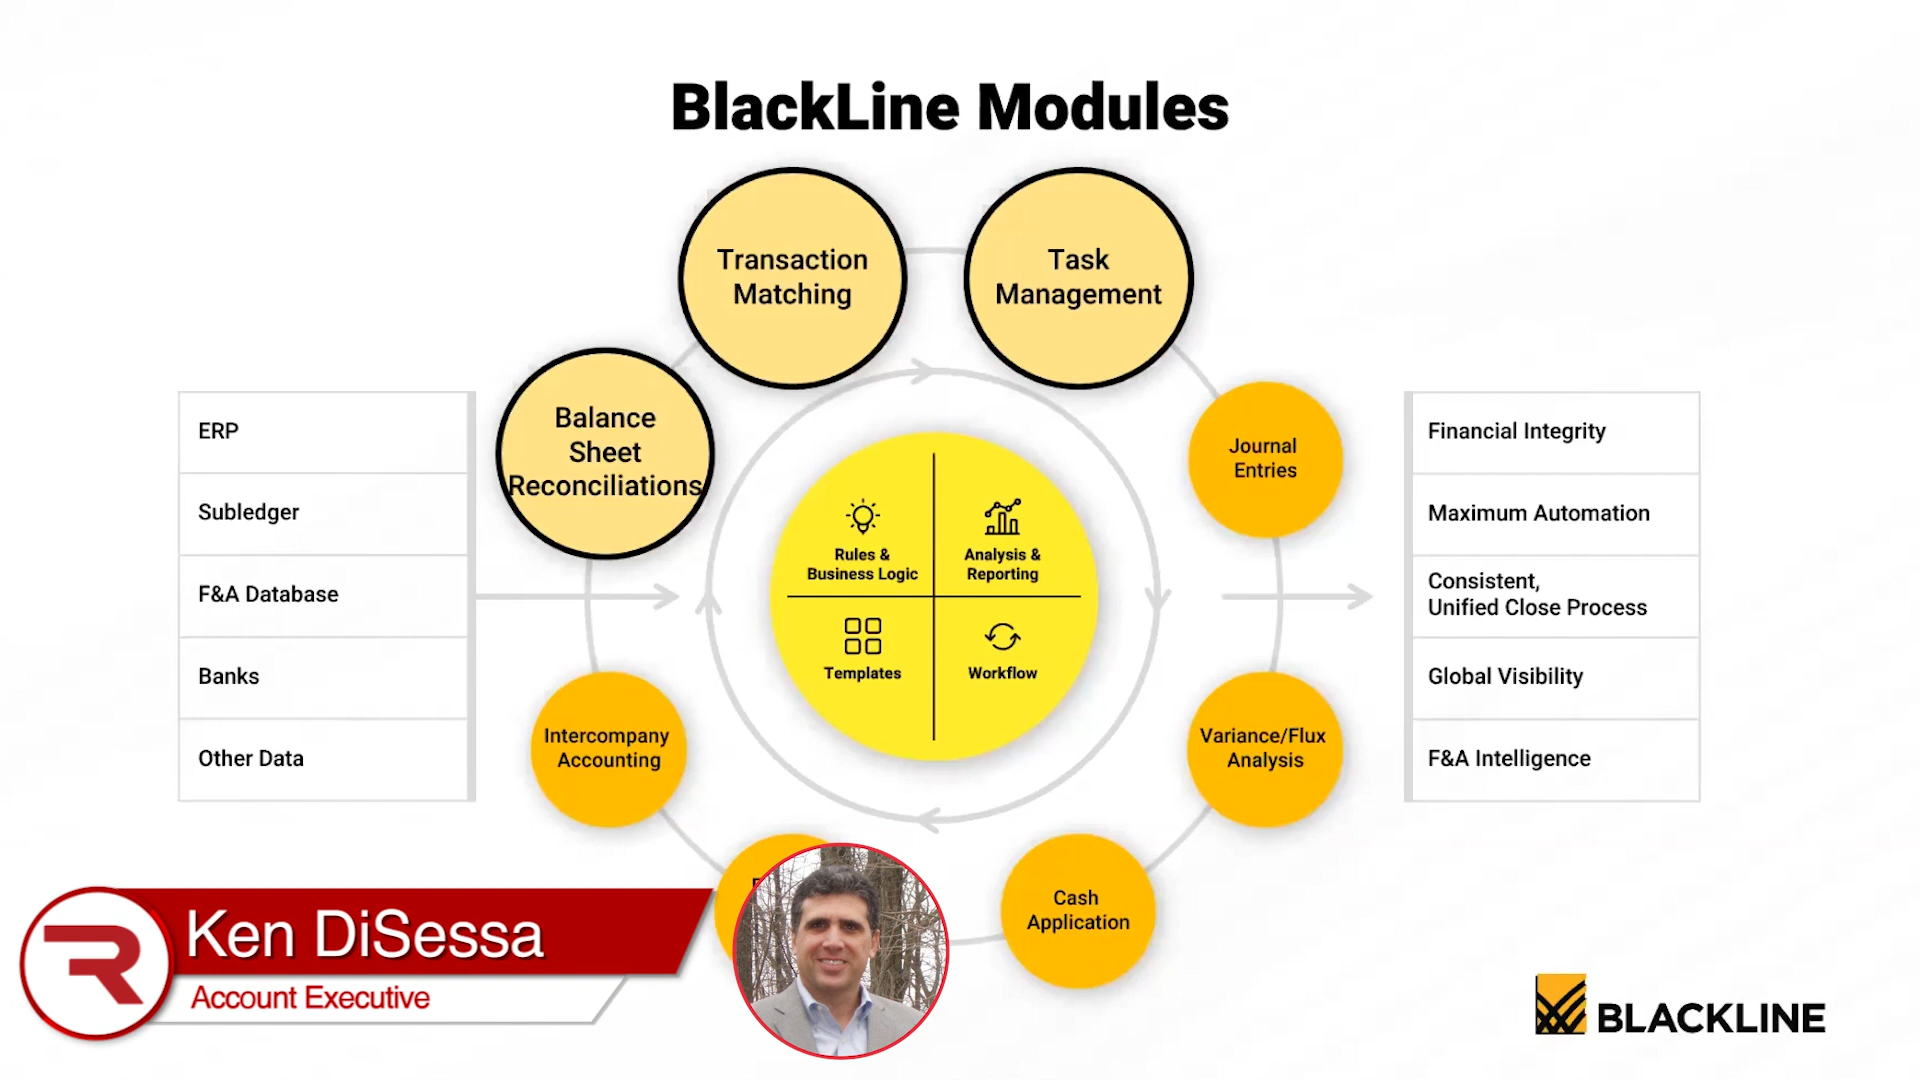 BlackLine Modules
Transaction
Matching
Task
Management
Balance
Sheet
Reconciliations
Journal
Entries
ERP
Subledger
F&A Database
Banks
Other Data
Rules &
Business Logic
Analysis &
Reporting
Templates
Workflow
Financial Integrity
Maximum Automation
Consistent,
Unified Close Process
Global Visibility
F&A Intelligence
Intercompany
Accounting
Variance/Flux
Analysis
Cash
Application
Ken DiSessa
Account Executive
BLACKLINE